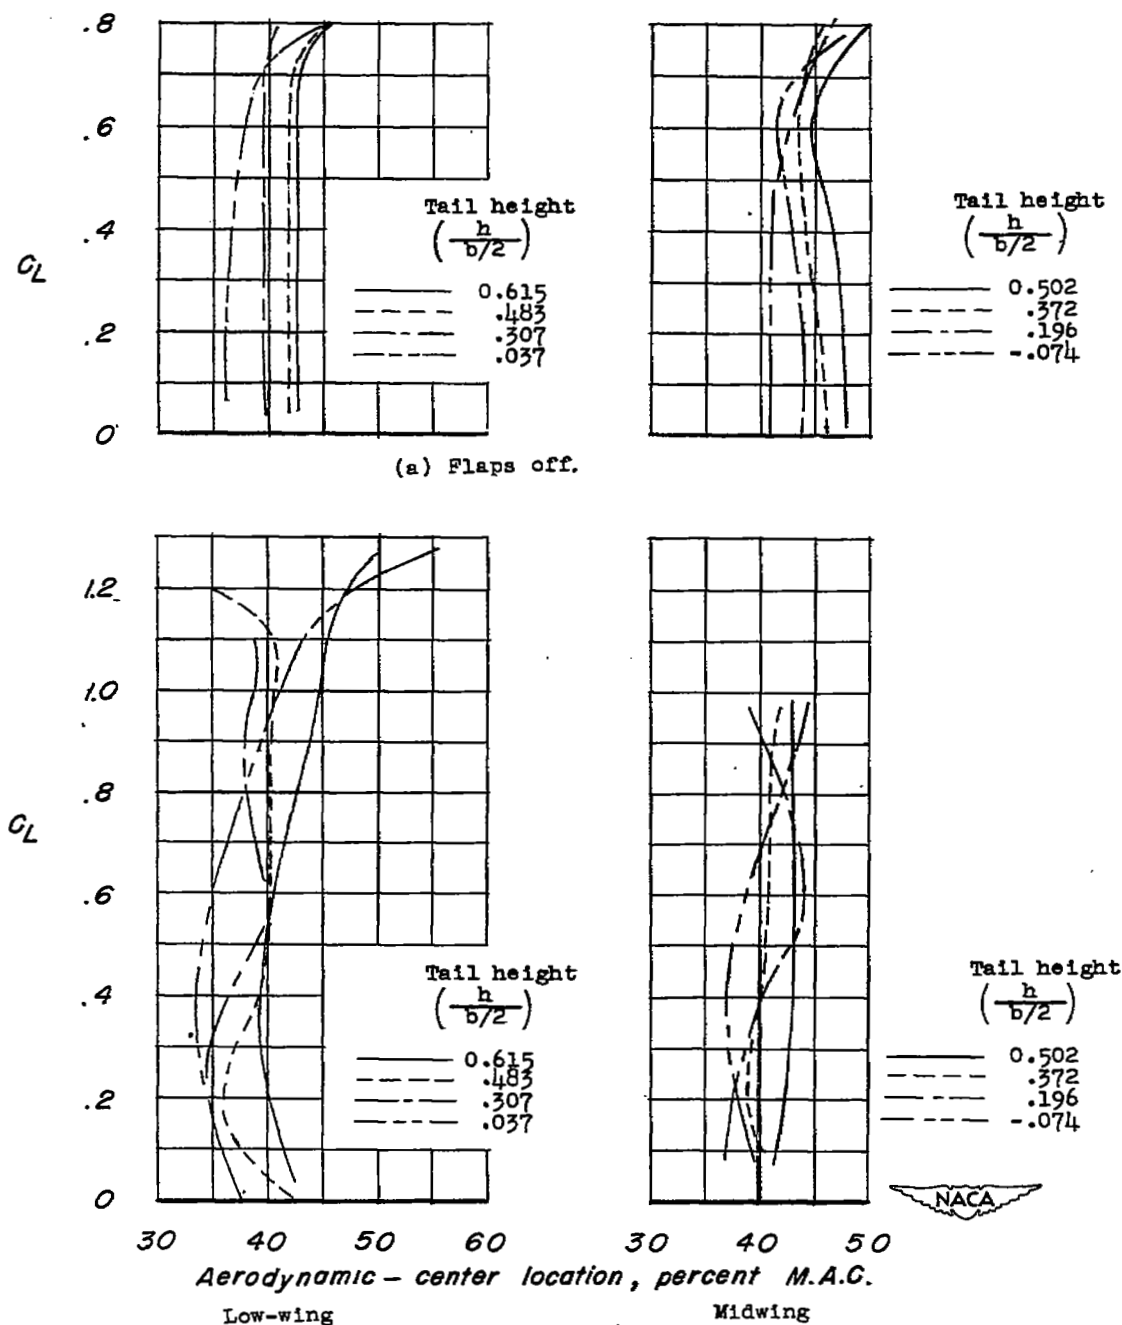 .8
.6
.4
.2
0
C_L
Tail height
(h / b/2)
0.615
.483
.307
.037
Tail height
(h / b/2)
0.502
.372
.196
-.074
(a) Flaps off.
1.2
1.0
.8
.6
.4
.2
0
C_L
Tail height
(h / b/2)
0.615
.483
.307
.037
Tail height
(h / b/2)
0.502
.372
.196
-.074
NACA
30 40 50 60 30 40 50
Aerodynamic - center location, percent M.A.C.
Low-wing Midwing